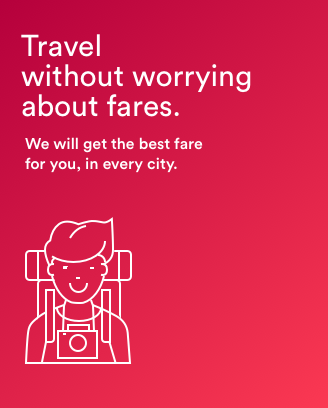 Travel
without worrying
about fares.
We will get the best fare
for you, in every city.